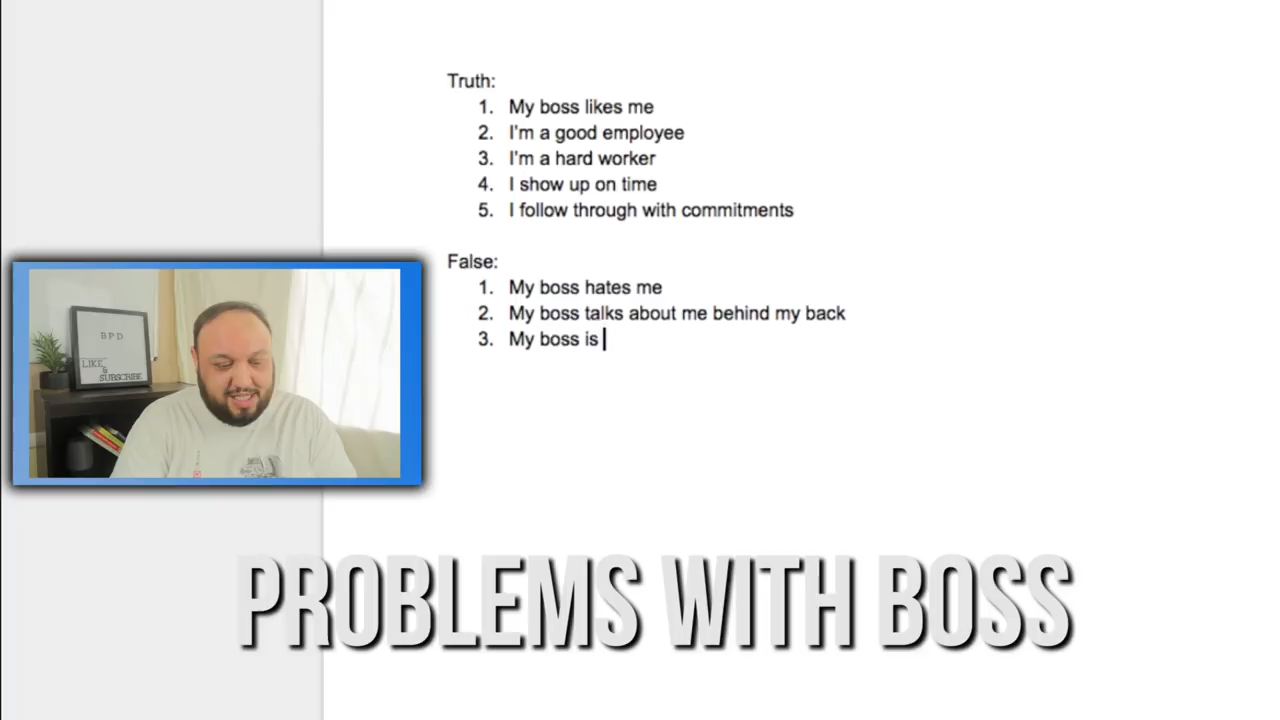 Truth:
1. My boss likes me
2. I'm a good employee
3. I'm a hard worker
4. I show up on time
5. I follow through with commitments
False:
1. My boss hates me
2. My boss talks about me behind my back
3. My boss is
BPD
LIKE
&
SUBSCRIBE
PROBLEMS WITH BOSS